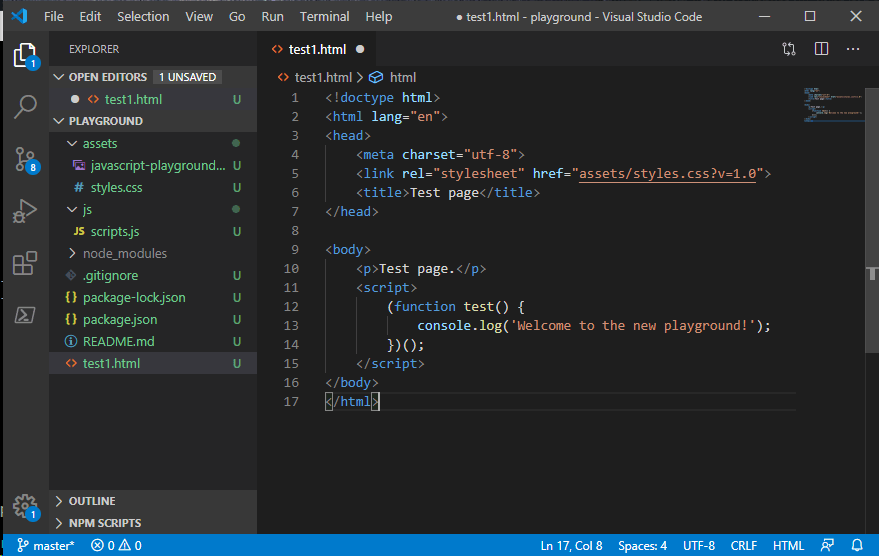 File Edit Selection View Go Run Terminal Help ● test1.html - playground - Visual Studio Code
EXPLORER
OPEN EDITORS 1 UNSAVED
test1.html U
PLAYGROUND
assets
javascript-playground... U
styles.css U
js
JS scripts.js U
node_modules
.gitignore U
package-lock.json U
package.json U
README.md U
test1.html U
OUTLINE
NPM SCRIPTS
1
8
1
test1.html
test1.html > html
1 <!doctype html>
2 <html lang="en">
3 <head>
4 <meta charset="utf-8">
5 <link rel="stylesheet" href="assets/styles.css?v=1.0">
6 <title>Test page</title>
7 </head>
8
9 <body>
10 <p>Test page.</p>
11 <script>
12 (function test() {
13 console.log('Welcome to the new playground!');
14 })();
15 </script>
16 </body>
17 </html>
master* 0 0 Ln 17, Col 8 Spaces: 4 UTF-8 CRLF HTML